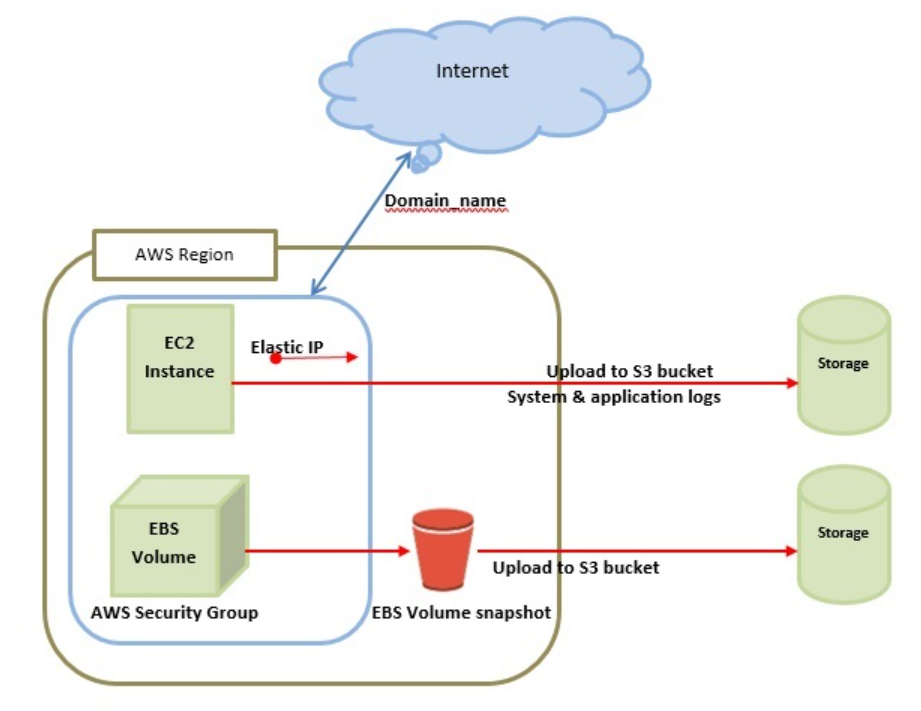 Internet
Domain_name
AWS Region
EC2
Instance
Elastic IP
Upload to S3 bucket
System & application logs
Storage
EBS
Volume
AWS Security Group
EBS Volume snapshot
Upload to S3 bucket
Storage